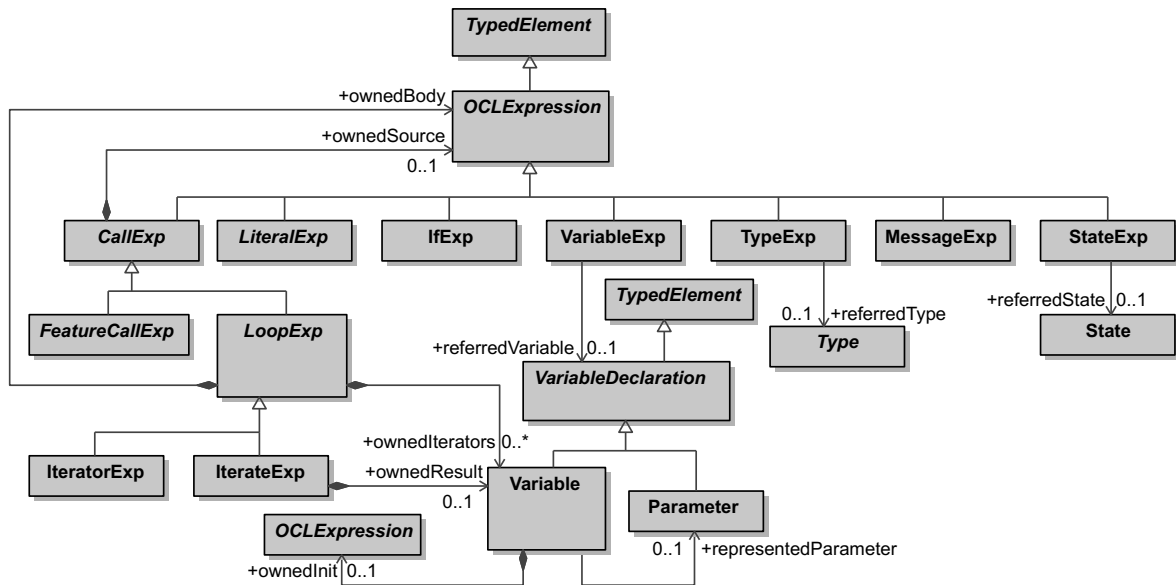 TypedElement
+ownedBody
OCLExpression
+ownedSource
0..1
CallExp
LiteralExp
IfExp
VariableExp
TypeExp
MessageExp
StateExp
TypedElement
+referredState 0..1
0..1 +referredType
FeatureCallExp
LoopExp
State
Type
+referredVariable 0..1
VariableDeclaration
+ownedIterators 0..*
IteratorExp
IterateExp
+ownedResult
0..1
Variable
Parameter
OCLExpression
0..1 +representedParameter
+ownedInit 0..1